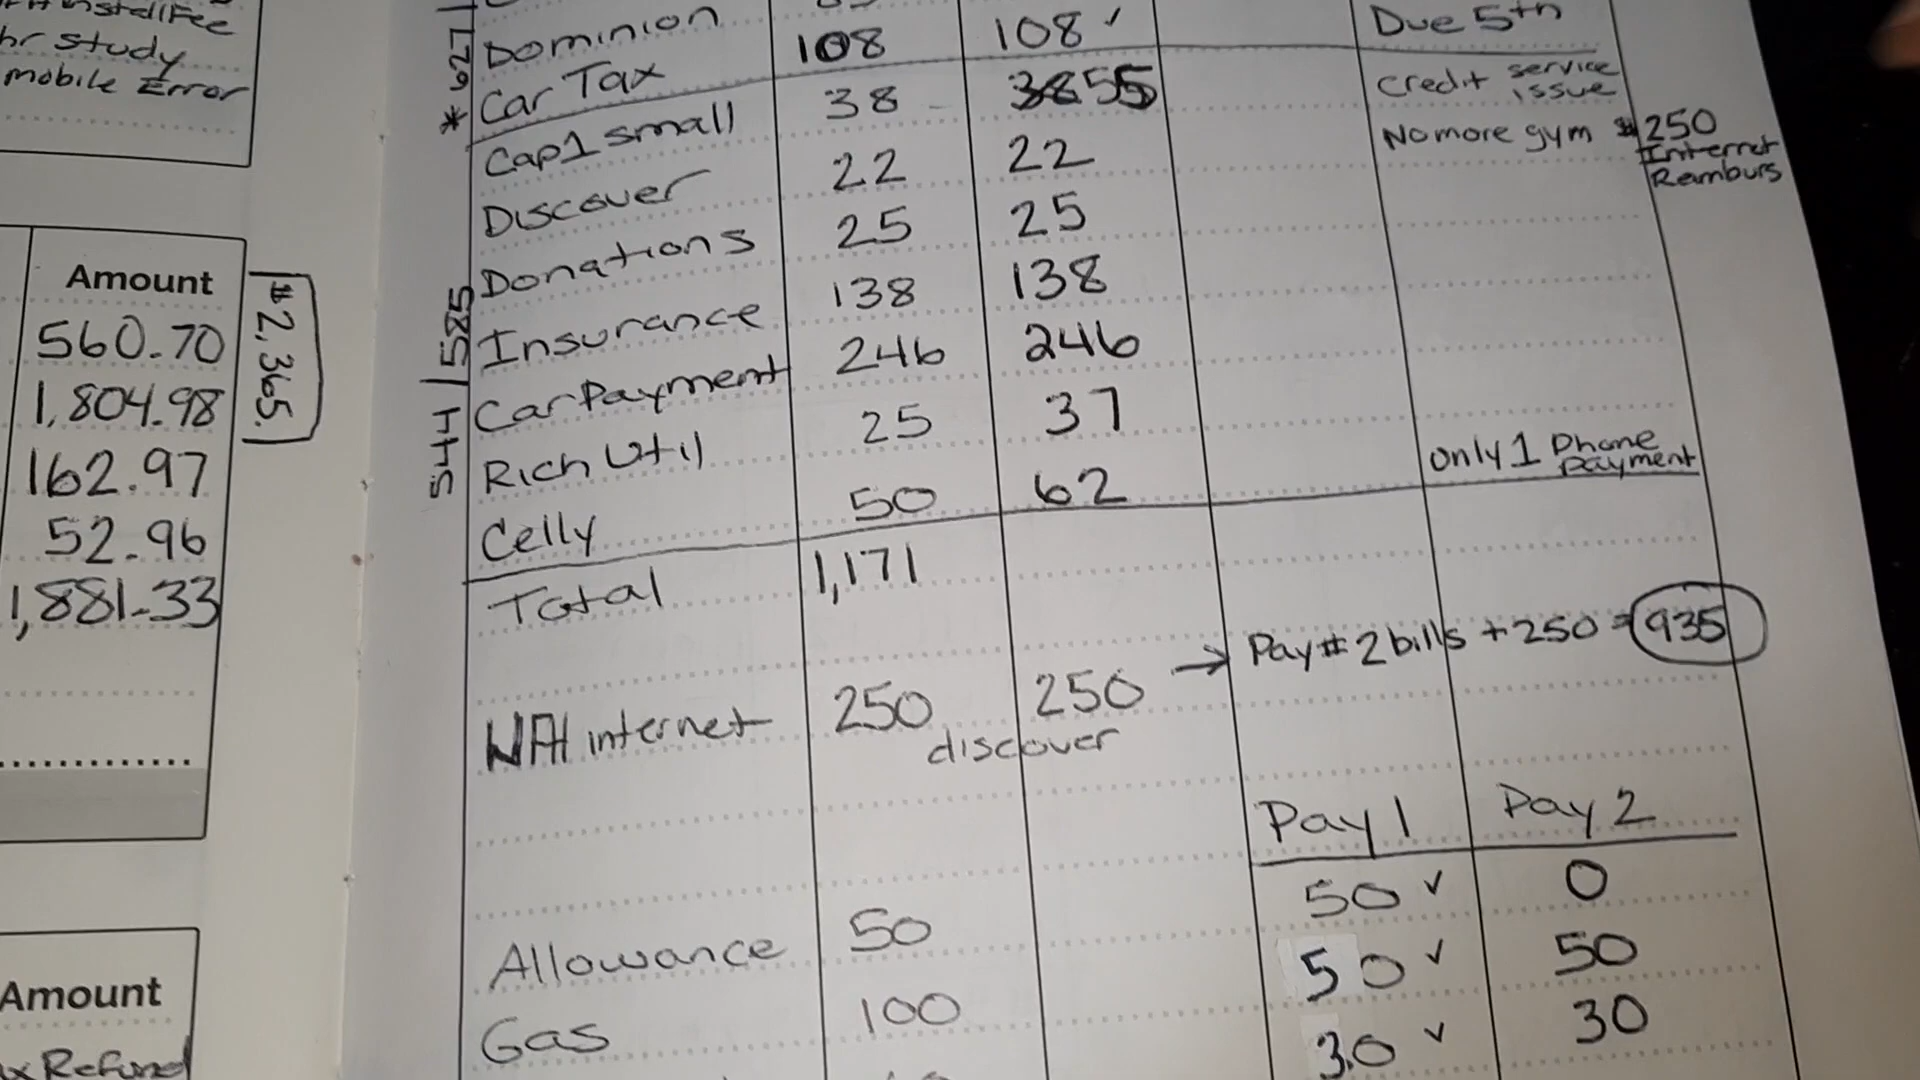 Install Fee
hr study
mobile Error
Amount
560.70
1,804.98
162.97
52.96
1,881.33
$2,365.
Amount
Refund
* 627
544 | 585
Dominion 108 108 ✓ Due 5th
Car Tax 38 55 credit service issue
Cap1 small 22 22 No more gym
$250
Internet
Remburs
Discover 25 25
Donations 138 138
Insurance 246 246
Car Payment 25 37
Rich Util 50 62 only 1 Phone Payment
Celly
Total 1,171
→ Pay# 2 bills + 250 = 935
WAH internet 250 250
discover
Pay 1 Pay 2
50 ✓ 0
Allowance 50 50 ✓ 50
Gas 100 30 ✓ 30